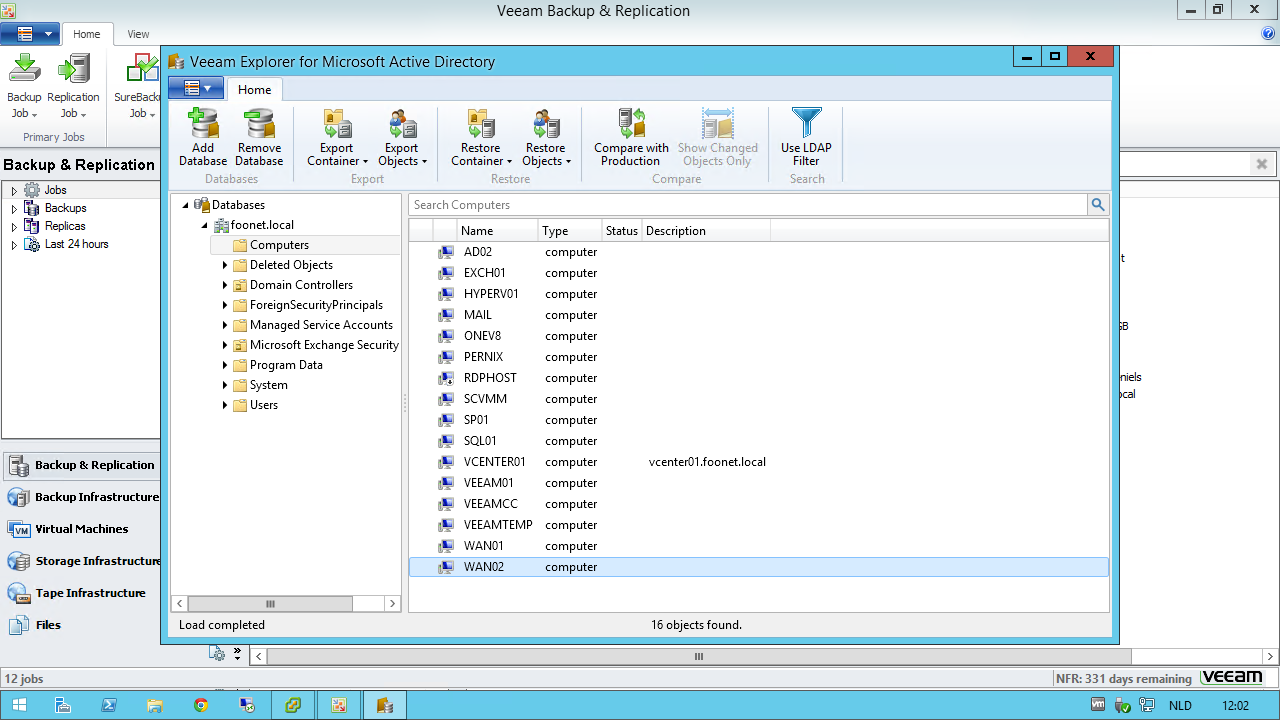 Veeam Backup & Replication
Home View
Backup Job
Replication Job
SureBack
Job
Primary Jobs
Veeam Explorer for Microsoft Active Directory
Home
Add Database
Remove Database
Export Container
Export Objects
Restore Container
Restore Objects
Compare with Production
Show Changed Objects Only
Use LDAP Filter
Databases
Export
Restore
Compare
Search
Backup & Replication
Jobs
Backups
Replicas
Last 24 hours
Backup & Replication
Backup Infrastructure
Virtual Machines
Storage Infrastructure
Tape Infrastructure
Files
Databases
foonet.local
Computers
Deleted Objects
Domain Controllers
ForeignSecurityPrincipals
Managed Service Accounts
Microsoft Exchange Security
Program Data
System
Users
Search Computers
Name Type Status Description
AD02 computer
EXCH01 computer
HYPERV01 computer
MAIL computer
ONEV8 computer
PERNIX computer
RDPHOST computer
SCVMM computer
SP01 computer
SQL01 computer
VCENTER01 computer vcenter01.foonet.local
VEEAM01 computer
VEEAMCC computer
VEEAMTEMP computer
WAN01 computer
WAN02 computer
Load completed
16 objects found.
12 jobs
NFR: 331 days remaining
veeam
vm
NLD
12:02